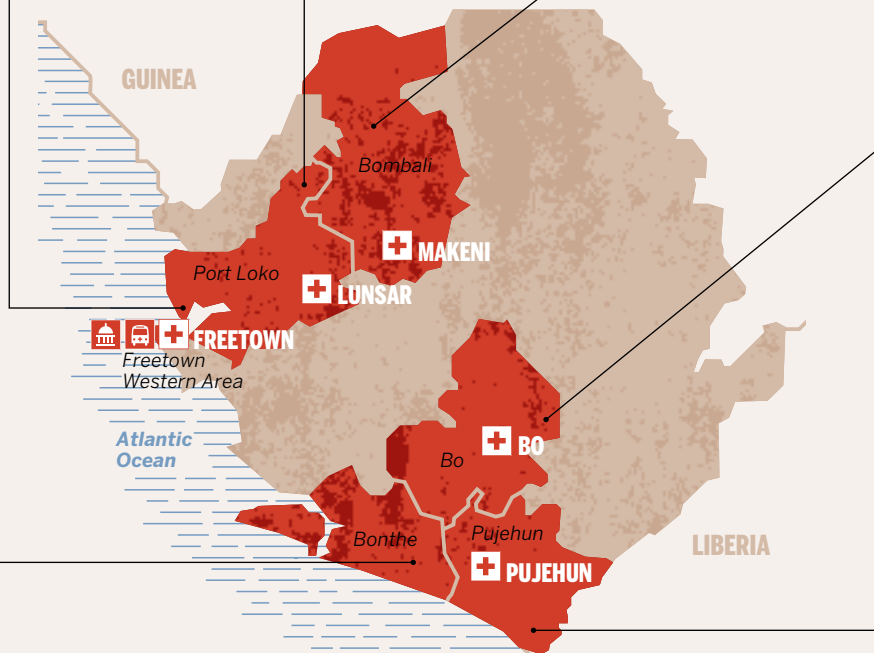 GUINEA
Bombali
MAKENI
Port Loko
LUNSAR
FREETOWN
Freetown
Western Area
Atlantic
Ocean
BO
Bo
Bonthe
Pujehun
PUJEHUN
LIBERIA